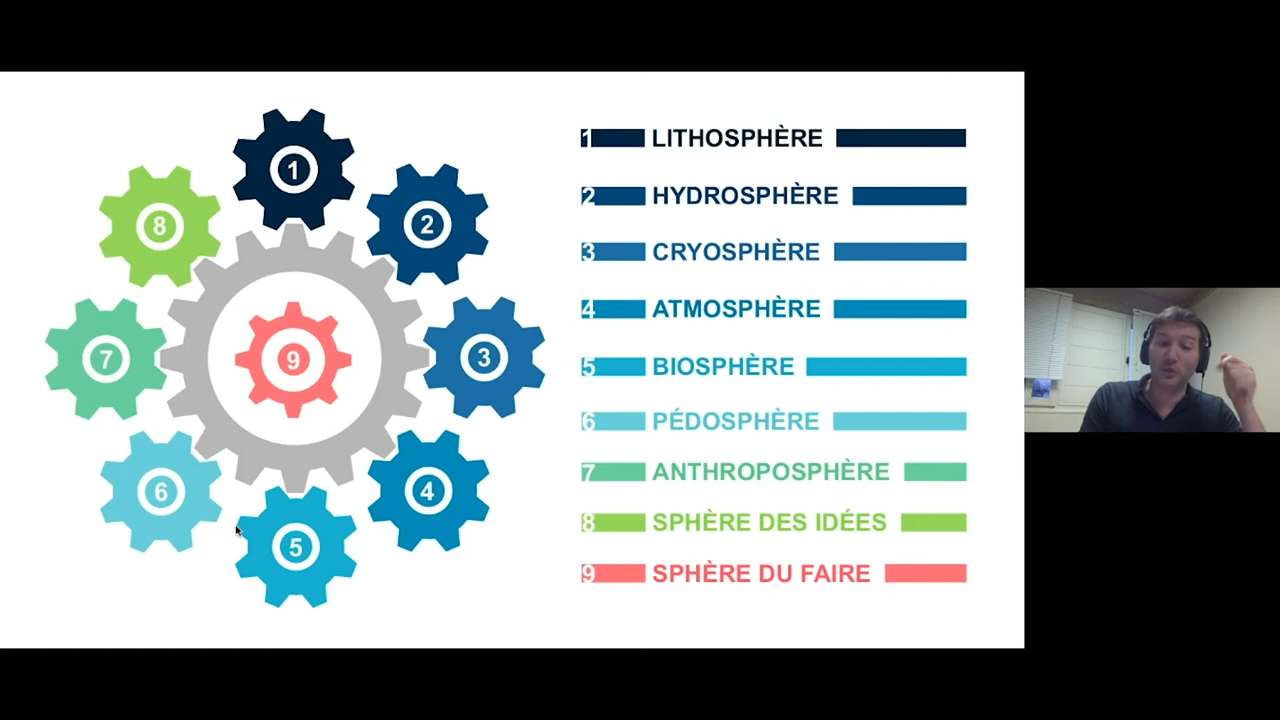 1
2
3
4
5
6
7
8
9
1 LITHOSPHÈRE
2 HYDROSPHÈRE
3 CRYOSPHÈRE
4 ATMOSPHÈRE
5 BIOSPHÈRE
6 PÉDOSPHÈRE
7 ANTHROPOSPHÈRE
8 SPHÈRE DES IDÉES
9 SPHÈRE DU FAIRE